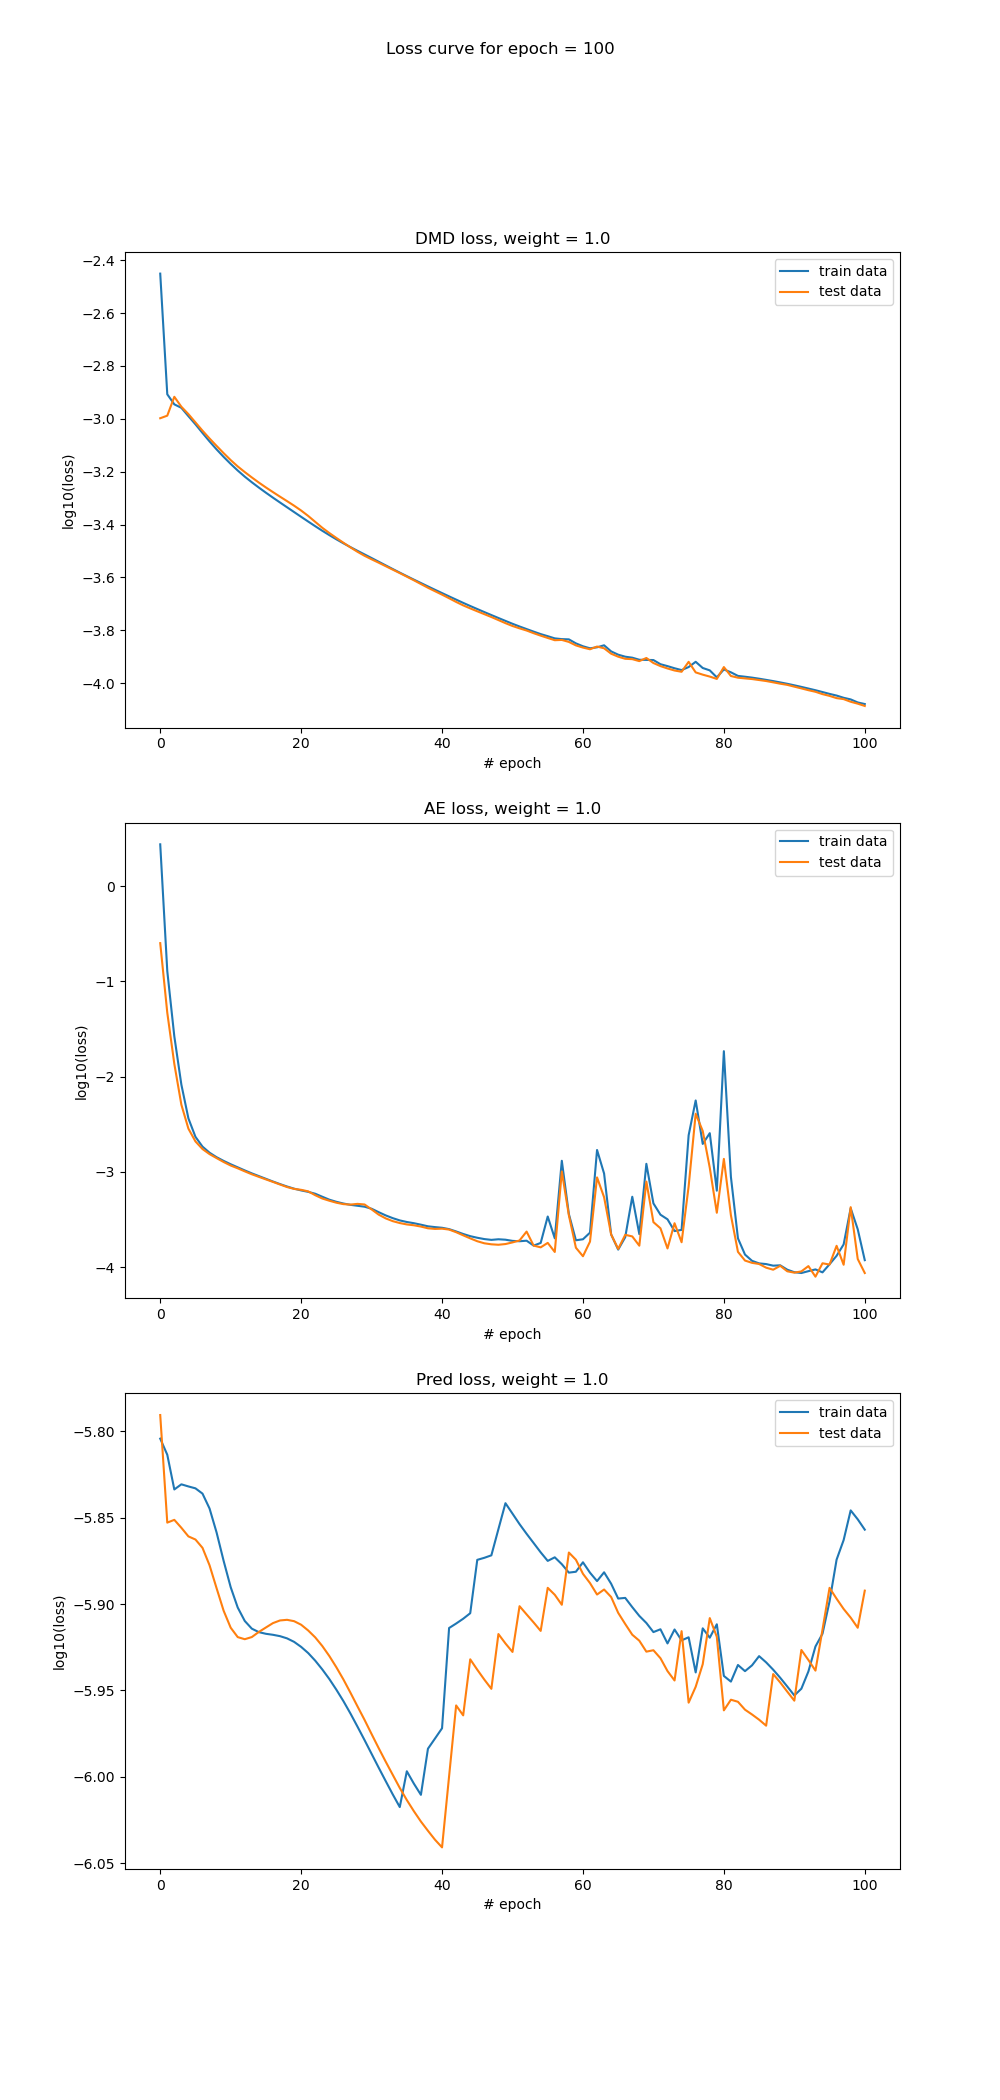 Loss curve for epoch = 100
DMD loss, weight = 1.0
−2.4
−2.6
−2.8
−3.0
−3.2
−3.4
−3.6
−3.8
−4.0
log10(loss)
train data
test data
0 20 40 60 80 100
# epoch
AE loss, weight = 1.0
0
−1
−2
−3
−4
log10(loss)
train data
test data
0 20 40 60 80 100
# epoch
Pred loss, weight = 1.0
−5.80
−5.85
−5.90
−5.95
−6.00
−6.05
log10(loss)
train data
test data
0 20 40 60 80 100
# epoch